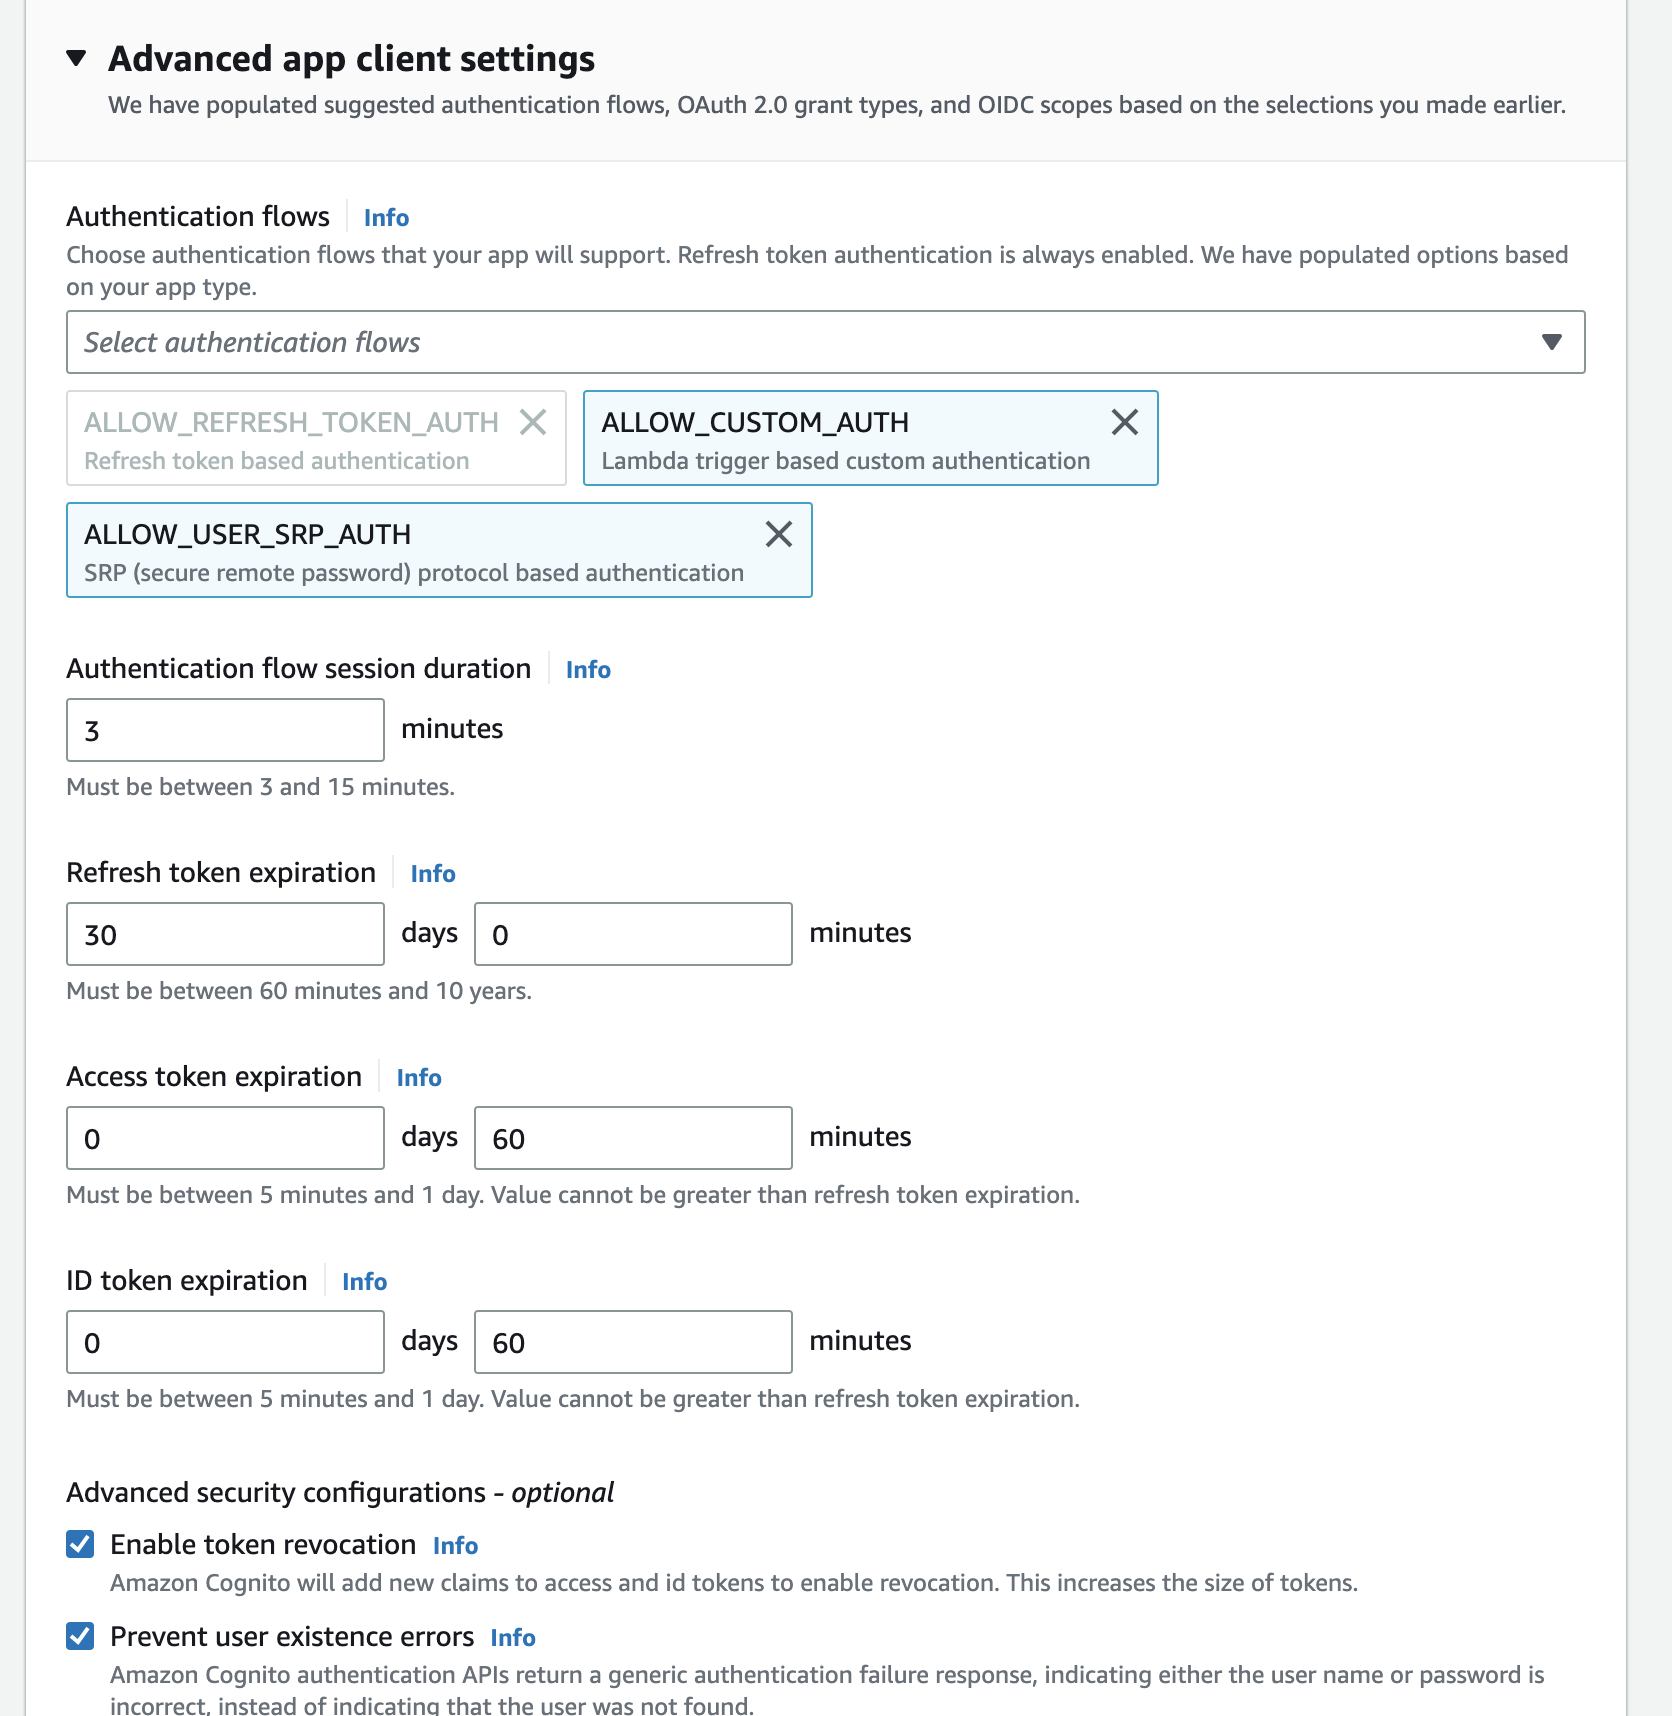 Advanced app client settings
We have populated suggested authentication flows, OAuth 2.0 grant types, and OIDC scopes based on the selections you made earlier.
Authentication flows Info
Choose authentication flows that your app will support. Refresh token authentication is always enabled. We have populated options based
on your app type.
Select authentication flows
ALLOW_REFRESH_TOKEN_AUTH
Refresh token based authentication
ALLOW_CUSTOM_AUTH
Lambda trigger based custom authentication
ALLOW_USER_SRP_AUTH
SRP (secure remote password) protocol based authentication
Authentication flow session duration Info
3 minutes
Must be between 3 and 15 minutes.
Refresh token expiration Info
30 days 0 minutes
Must be between 60 minutes and 10 years.
Access token expiration Info
0 days 60 minutes
Must be between 5 minutes and 1 day. Value cannot be greater than refresh token expiration.
ID token expiration Info
0 days 60 minutes
Must be between 5 minutes and 1 day. Value cannot be greater than refresh token expiration.
Advanced security configurations - optional
Enable token revocation Info
Amazon Cognito will add new claims to access and id tokens to enable revocation. This increases the size of tokens.
Prevent user existence errors Info
Amazon Cognito authentication APIs return a generic authentication failure response, indicating either the user name or password is
incorrect, instead of indicating that the user was not found.